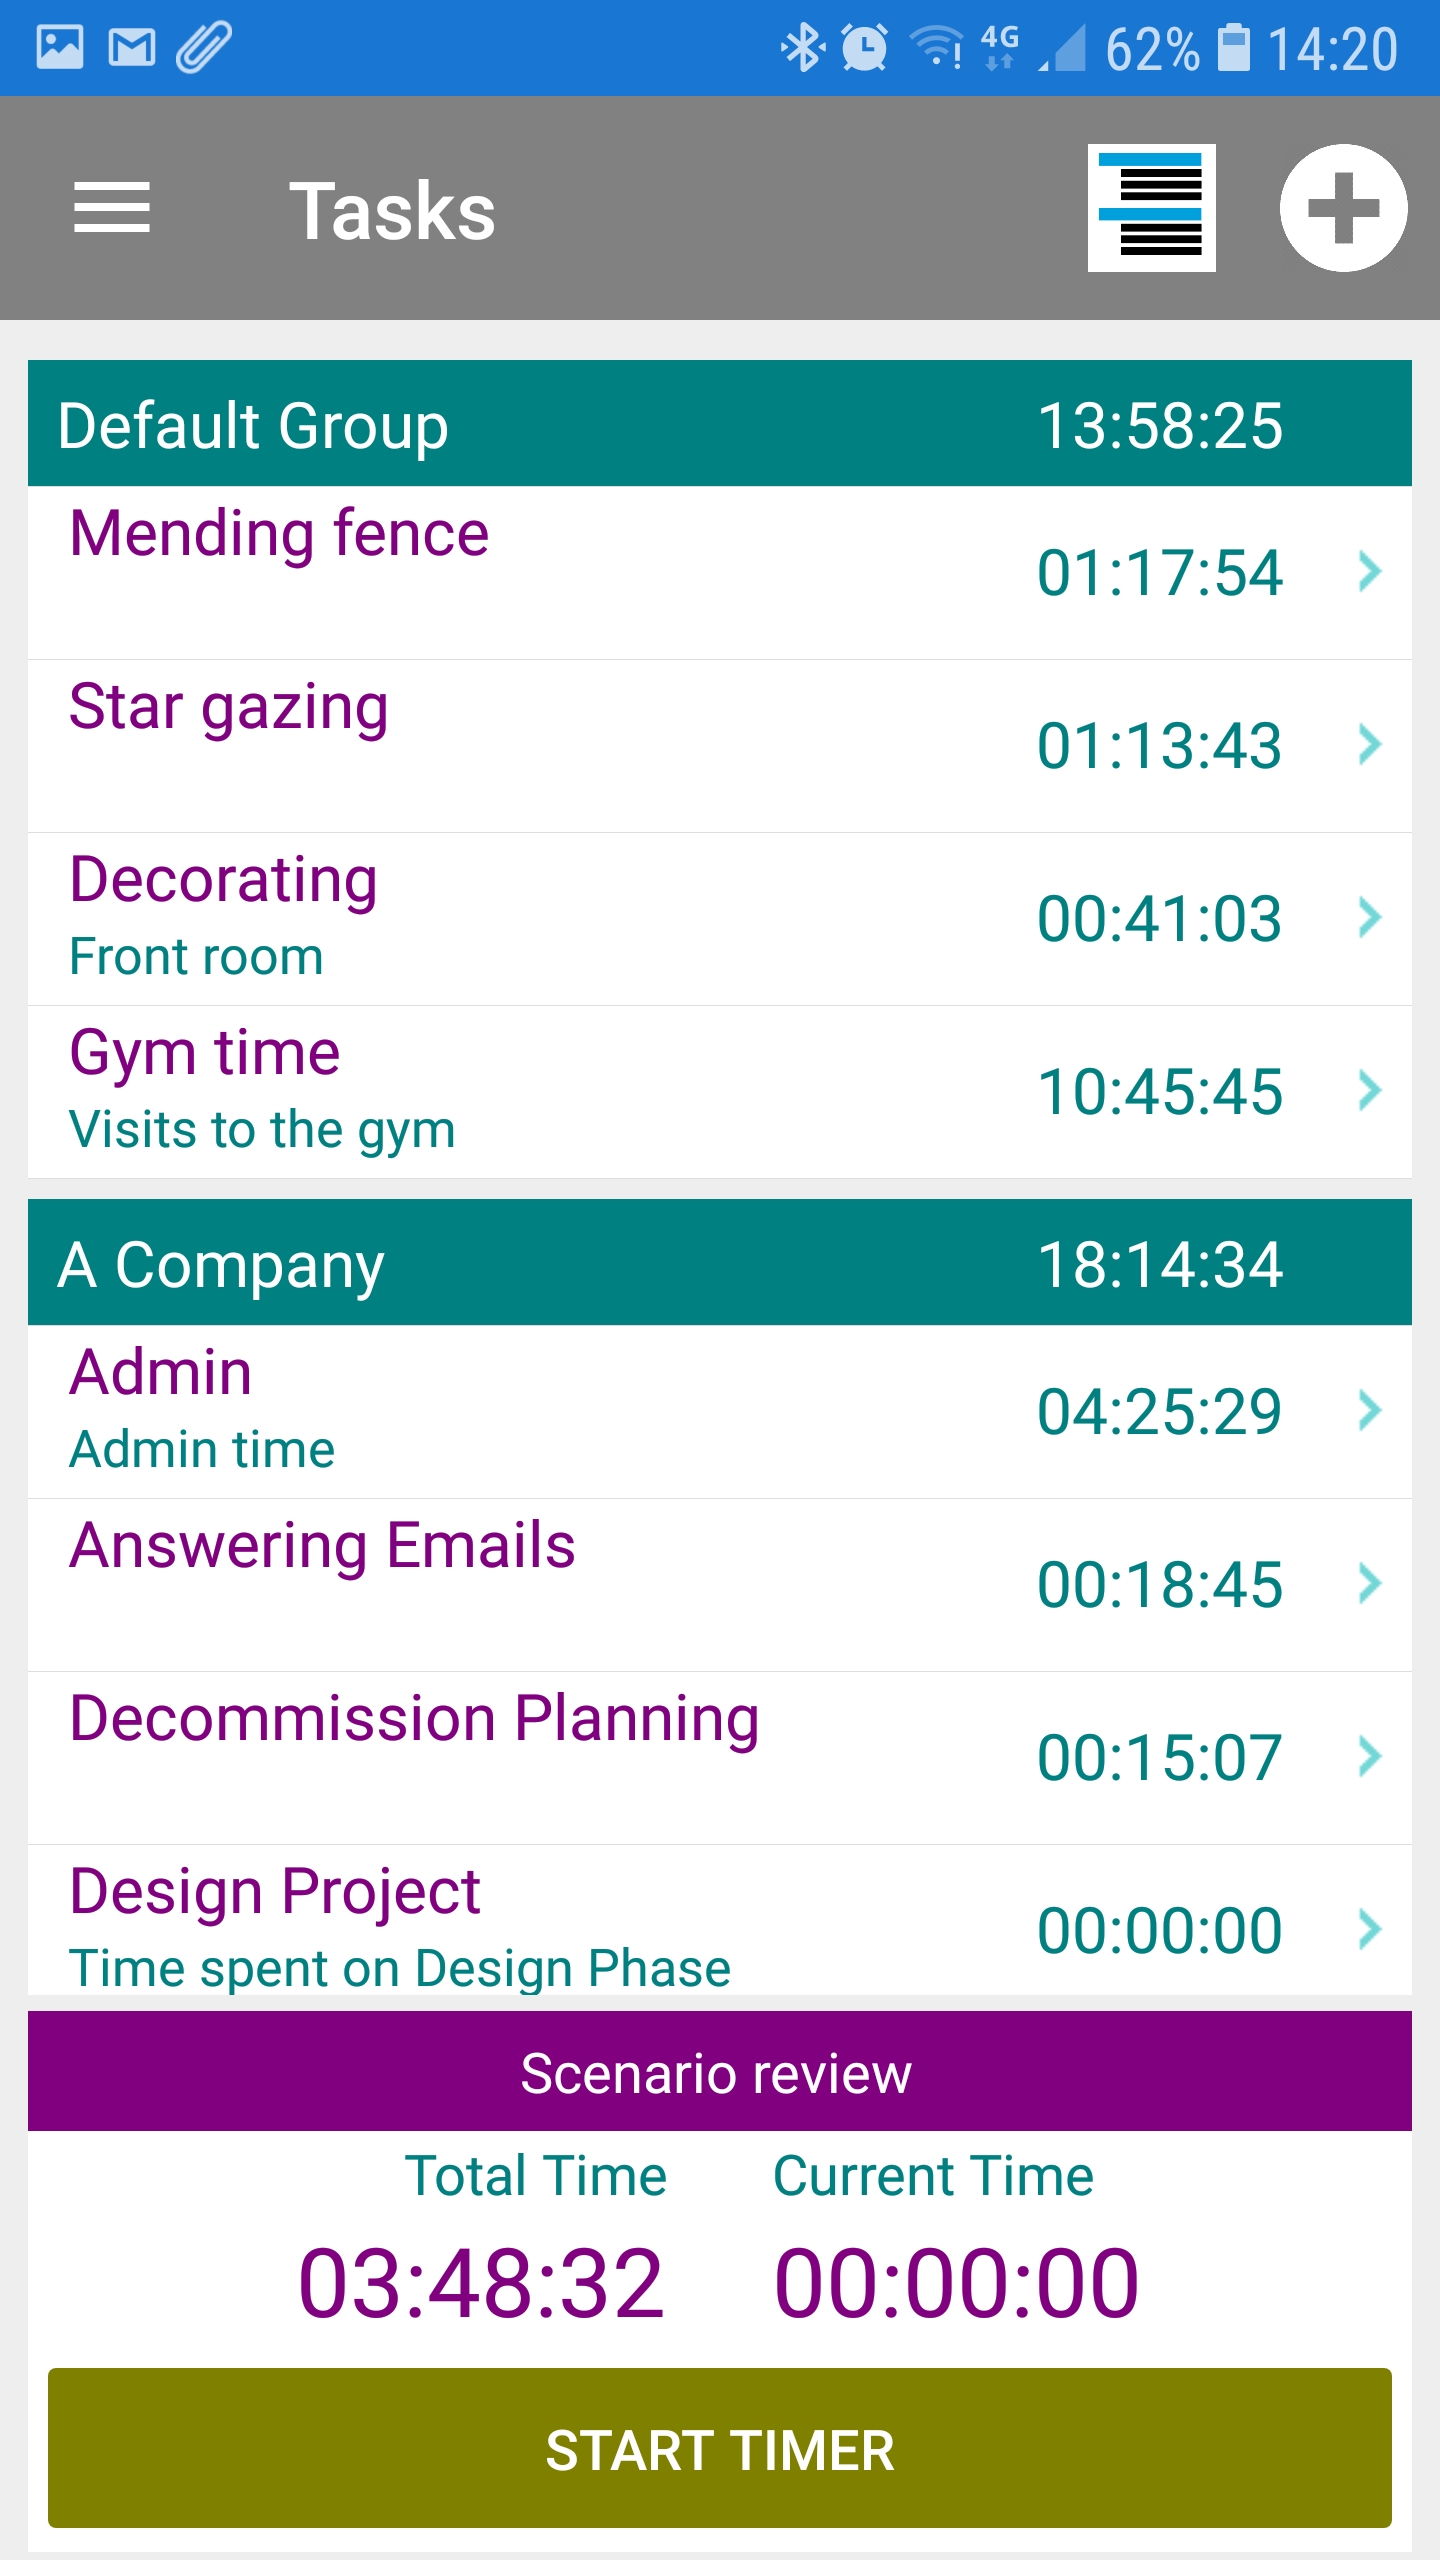 4G 62% 14:20
Tasks
Default Group 13:58:25
Mending fence
01:17:54
Star gazing
01:13:43
Decorating
00:41:03
Front room
Gym time
10:45:45
Visits to the gym
A Company 18:14:34
Admin
04:25:29
Admin time
Answering Emails
00:18:45
Decommission Planning
00:15:07
Design Project
00:00:00
Time spent on Design Phase
Scenario review
Total Time Current Time
03:48:32 00:00:00
START TIMER